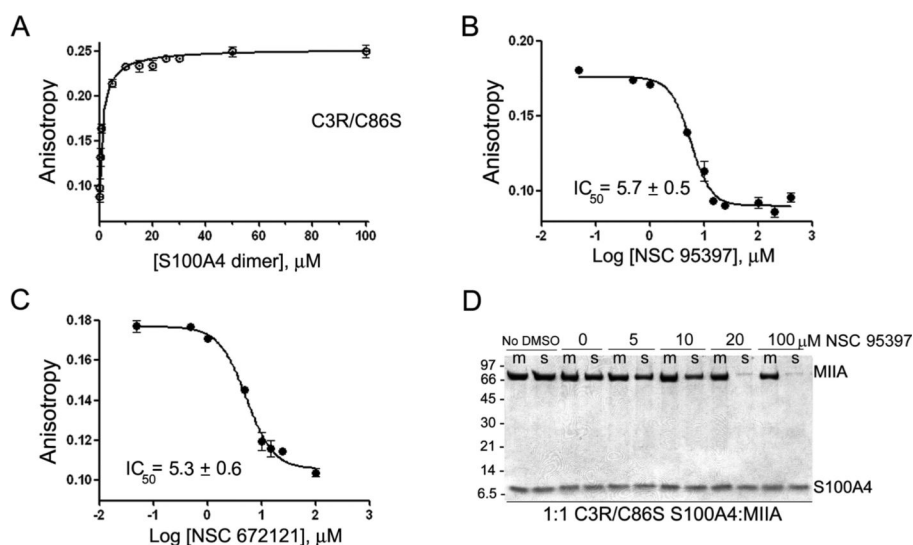 A
0.25
0.20
0.15
0.10
Anisotropy
C3R/C86S
0 20 40 60 80 100
[S100A4 dimer], μM
B
0.20
0.15
0.10
Anisotropy
IC50= 5.7 ± 0.5
-2 -1 0 1 2 3
Log [NSC 95397], μM
C
0.18
0.16
0.14
0.12
0.10
Anisotropy
IC50= 5.3 ± 0.6
-2 -1 0 1 2 3
Log [NSC 672121], μM
D
No DMSO 0 5 10 20 100 μM NSC 95397
m s m s m s m s m s m s
97 -
66 -
45 -
31 -
21 -
14 -
6.5 -
MIIA
S100A4
1:1 C3R/C86S S100A4:MIIA